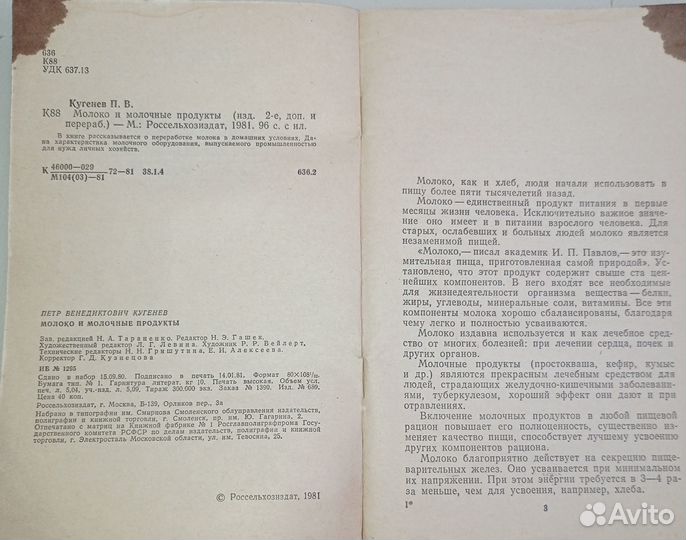 636
К88
УДК 637.13
Кугенев П. В.
К88 Молоко и молочные продукты (изд. 2-е, доп. и
перераб.) — М.: Россельхозиздат, 1981. 96 с. с ил.
В книге рассказывается о переработке молока в домашних условиях. Да-
на характеристика молочного оборудования, выпускаемого промышленностью
для нужд личных хозяйств.
К 46000—029
М104(03)—81
72—81 38.1.4 636.2
ПЕТР ВЕНЕДИКТОВИЧ КУГЕНЕВ
МОЛОКО И МОЛОЧНЫЕ ПРОДУКТЫ
Зав. редакцией Н. А. Тараненко. Редактор Н. Э. Гашек.
Художественный редактор Л. Г. Левина. Художник Р. Р. Вейлерт.
Технические редакторы Н. Н. Гришутина, Е. И. Алексеева.
Корректор Г. Д. Кузнецова
ИБ № 1295
Сдано в набор 15.09.80. Подписано в печать 14.01.81. Формат 80×108¹/₃₂.
Бумага тип. № 1. Гарнитура литерат. кг 10. Печать высокая. Объем усл.
печ. л. 5,04, уч.-изд. л. 5,09. Тираж 350.600 экз. Заказ № 1390. Изд. № 680.
Цена 40 коп.
Россельхозиздат, г. Москва, Б-139, Орликов пер., 3а
Набрано в типографии им. Смирнова Смоленского облуправления издательств,
полиграфии и книжной торговли, г. Смоленск, пр. им. Ю. Гагарина, 2.
Отпечатано с матриц на Книжной фабрике № 1 Росглавполиграфпрома Госу-
дарственного комитета РСФСР по делам издательств, полиграфии и книжной
торговли, г. Электросталь Московской области, ул. им. Тевосяна, 25.
© Россельхозиздат, 1981
Молоко, как и хлеб, люди начали использовать в
пищу более пяти тысячелетий назад.
Молоко — единственный продукт питания в первые
месяцы жизни человека. Исключительно важное значе-
ние оно имеет и в питании взрослого человека. Для
старых, ослабевших и больных людей молоко является
незаменимой пищей.
«Молоко,— писал академик И. П. Павлов,— это изу-
мительная пища, приготовленная самой природой». Ус-
тановлено, что этот продукт содержит свыше ста цен-
нейших компонентов. В него входят все необходимые
для жизнедеятельности организма вещества — белки,
жиры, углеводы, минеральные соли, витамины. Все эти
компоненты молока хорошо сбалансированы, благодаря
чему легко и полностью усваиваются.
Молоко издавна используется и как лечебное средство
от многих болезней: при лечении сердца, почек и
других органов.
Молочные продукты (простокваша, кефир, кумыс
и др.) являются прекрасным лечебным средством для
людей, страдающих желудочно-кишечными заболевани-
ями, туберкулезом, хороший эффект они дают и при
отравлениях.
Включение молочных продуктов в любой пищевой
рацион повышает его полноценность, существенно из-
меняет качество пищи, способствует лучшему усвоению
других компонентов рациона.
Молоко благоприятно действует на секрецию пище-
варительных желез. Оно усваивается при минимальном
их напряжении. При этом энергии требуется в 3—4 ра-
за меньше, чем для усвоения, например, хлеба.
1*
3
Avito